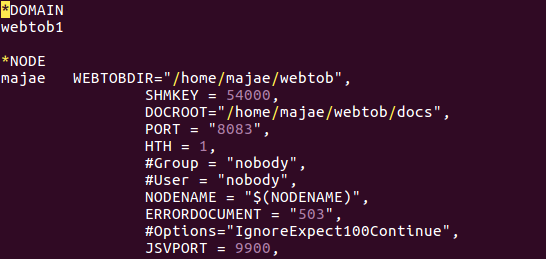 *DOMAIN
webtob1
*NODE
majae WEBTOBDIR="/home/majae/webtob",
SHMKEY = 54000,
DOCROOT="/home/majae/webtob/docs",
PORT = "8083",
HTH = 1,
#Group = "nobody",
#User = "nobody",
NODENAME = "$(NODENAME)",
ERRORDOCUMENT = "503",
#Options="IgnoreExpect100Continue",
JSVPORT = 9900,